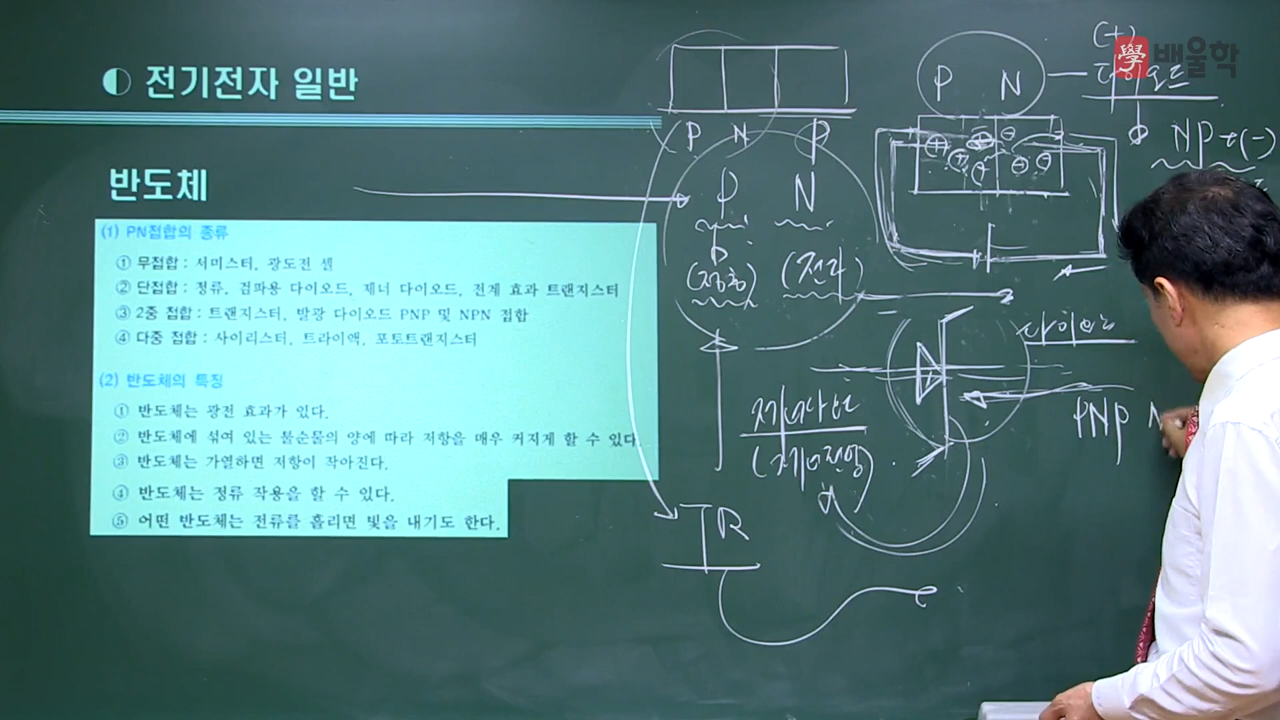 전기전자 일반
반도체
(1) PN접합의 종류
① 무접합 : 서미스터, 광도전 셀
② 단접합 : 정류, 검파용 다이오드, 제너 다이오드, 전계 효과 트랜지스터
③ 2중 접합 : 트랜지스터, 발광 다이오드 PNP 및 NPN 접합
④ 다중 접합 : 사이리스터, 트라이액, 포토트랜지스터
(2) 반도체의 특징
① 반도체는 광전 효과가 있다.
② 반도체에 섞여 있는 불순물의 양에 따라 저항을 매우 커지게 할 수 있다.
③ 반도체는 가열하면 저항이 작아진다.
④ 반도체는 정류 작용을 할 수 있다.
⑤ 어떤 반도체는 전류를 흘리면 빛을 내기도 한다.
P N P
P N
(정공) (전자)
TR
P N
(+)
다이오드
學 배울학
NP (-)
다이오드
제너다이오드
(제너전압)
PNP N